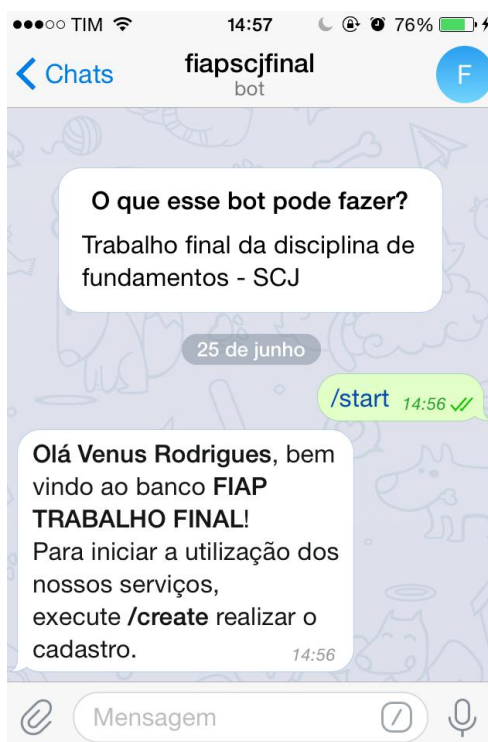 TIM 14:57 76%
Chats fiapscjfinal F
bot
O que esse bot pode fazer?
Trabalho final da disciplina de
fundamentos - SCJ
25 de junho
/start 14:56
Olá Venus Rodrigues, bem
vindo ao banco FIAP
TRABALHO FINAL!
Para iniciar a utilização dos
nossos serviços,
execute /create realizar o
cadastro. 14:56
Mensagem /